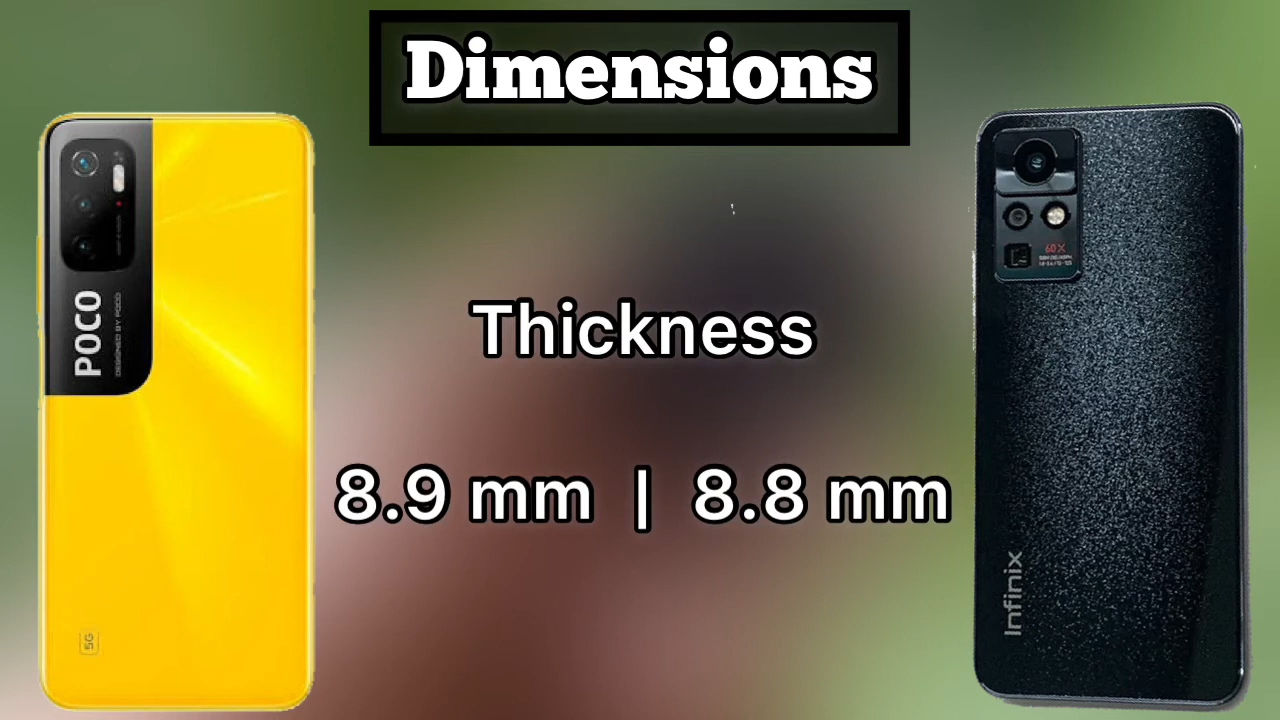 Dimensions
POCO
DESIGNED BY POCO
5G
Thickness
8.9 mm | 8.8 mm
60X
Infinix